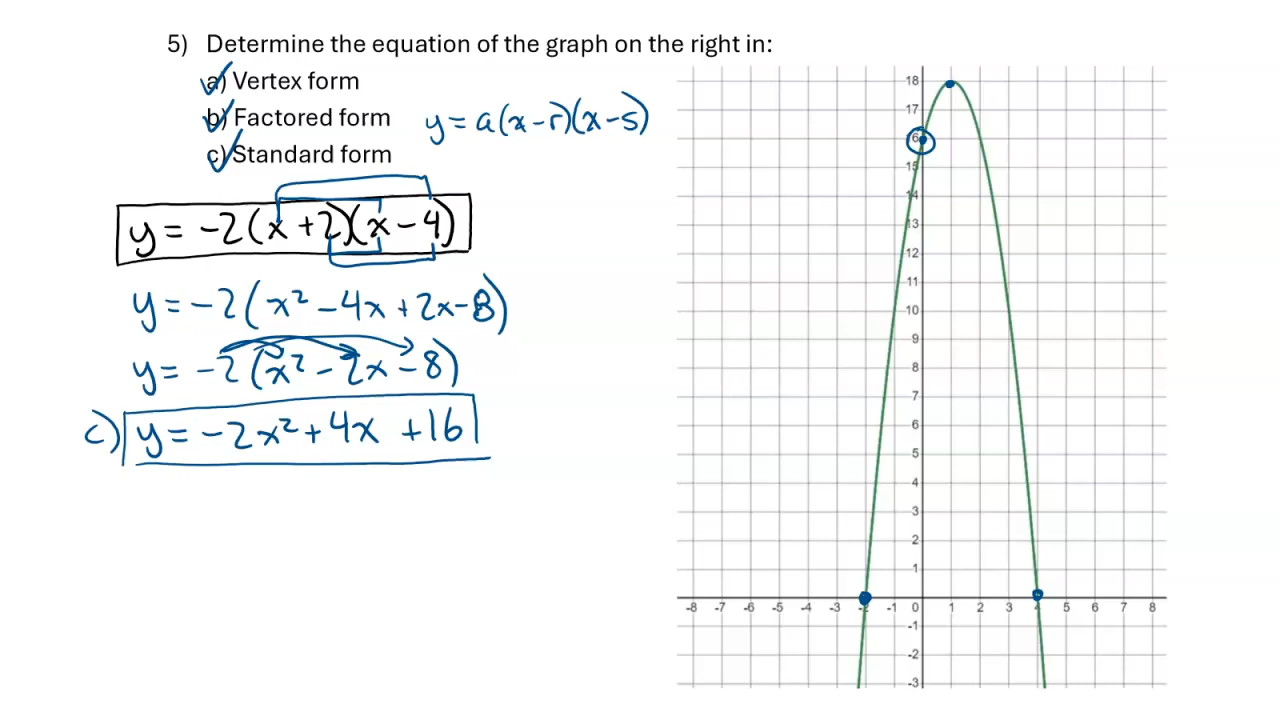 5) Determine the equation of the graph on the right in:
a) Vertex form
b) Factored form y = a(x-r)(x-s)
c) Standard form
y = -2(x+2)(x-4)
y = -2(x² - 4x + 2x - 8)
y = -2(x² - 2x - 8)
c) y = -2x² + 4x + 16
18
17
6
15
14
13
12
11
10
9
8
7
6
5
4
3
2
1
-8 -7 -6 -5 -4 -3 -2 -1 0 1 2 3 4 5 6 7 8
-1
-2
-3